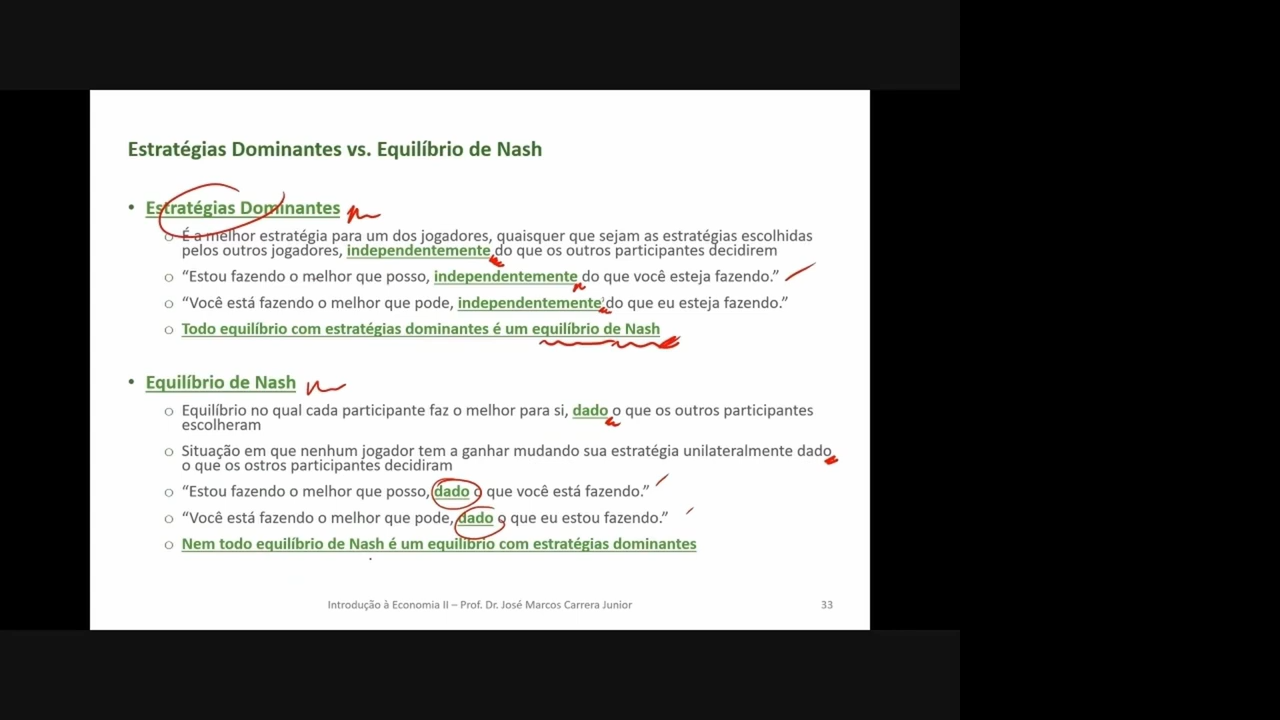 Estratégias Dominantes vs. Equilíbrio de Nash
• Estratégias Dominantes
o É a melhor estratégia para um dos jogadores, quaisquer que sejam as estratégias escolhidas
pelos outros jogadores, independentemente do que os outros participantes decidirem
o “Estou fazendo o melhor que posso, independentemente do que você esteja fazendo.”
o “Você está fazendo o melhor que pode, independentemente do que eu esteja fazendo.”
o Todo equilíbrio com estratégias dominantes é um equilíbrio de Nash
• Equilíbrio de Nash
o Equilíbrio no qual cada participante faz o melhor para si, dado o que os outros participantes
escolheram
o Situação em que nenhum jogador tem a ganhar mudando sua estratégia unilateralmente dado
o que os ostros participantes decidiram
o “Estou fazendo o melhor que posso, dado o que você está fazendo.”
o “Você está fazendo o melhor que pode, dado o que eu estou fazendo.”
o Nem todo equilíbrio de Nash é um equilíbrio com estratégias dominantes
Introdução à Economia II – Prof. Dr. José Marcos Carrera Junior 33